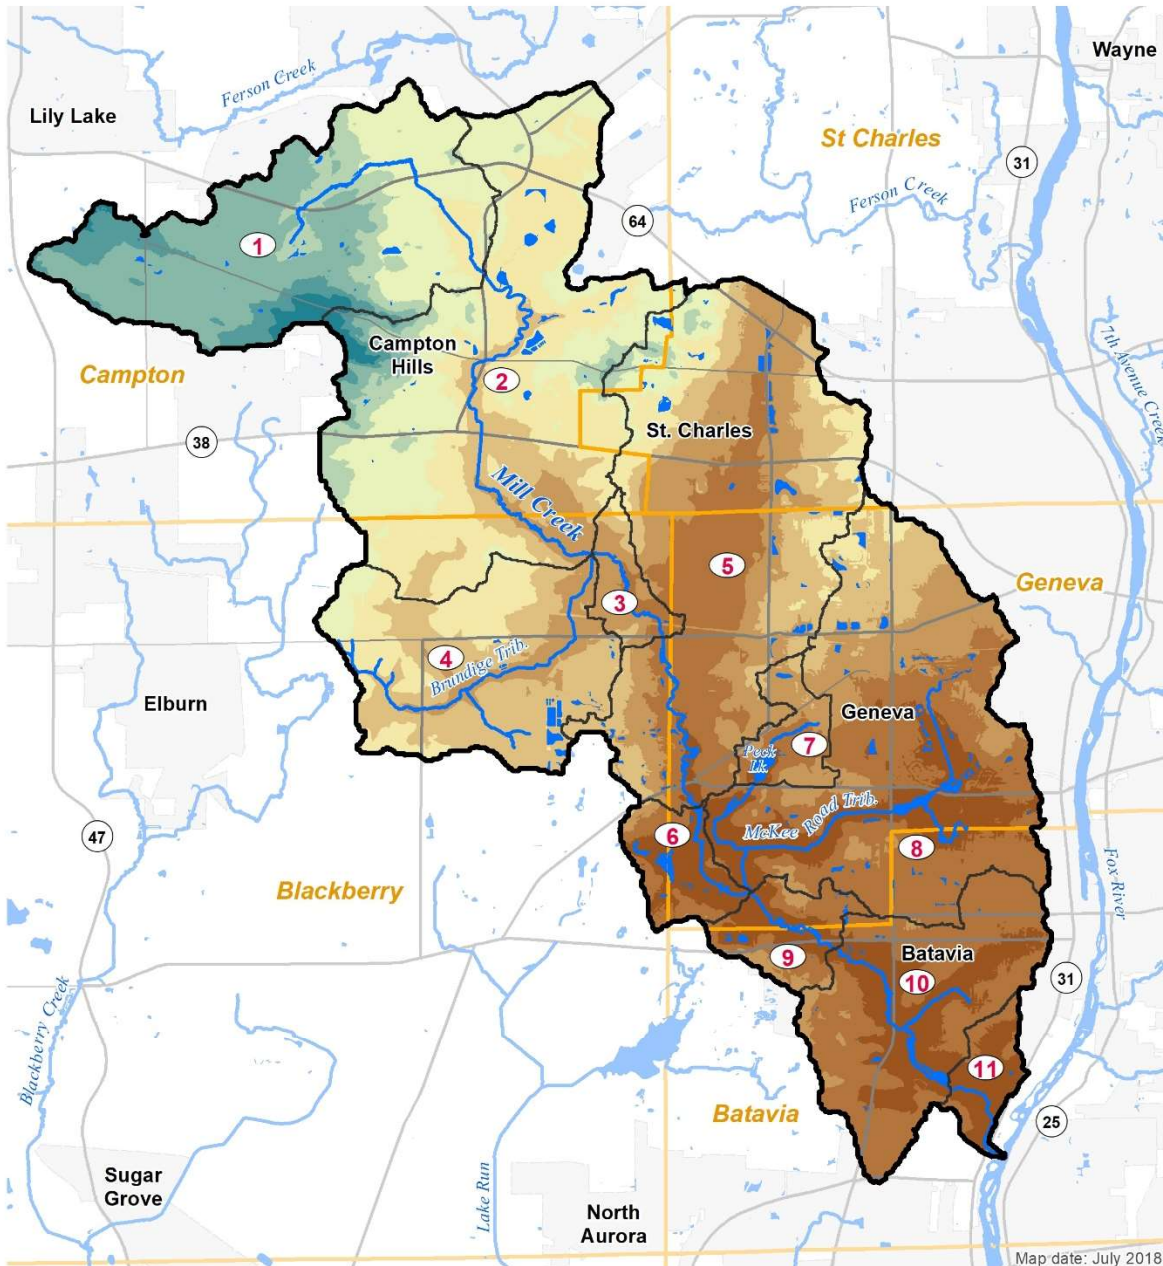 Wayne
Lily Lake
Ferson Creek
St Charles
31
Ferson Creek
64
1
7th Avenue Creek
Campton
Hills
Campton
2
38
St. Charles
Mill Creek
5
Geneva
3
4
Brundige Trib.
Elburn
Geneva
7
Peck
Lk.
McKee Road Trib.
47
6
8
Blackberry
Fox River
Batavia
9
10
31
Blackberry Creek
11
Batavia
25
Sugar
Grove
Lake Run
North
Aurora
Map date: July 2018